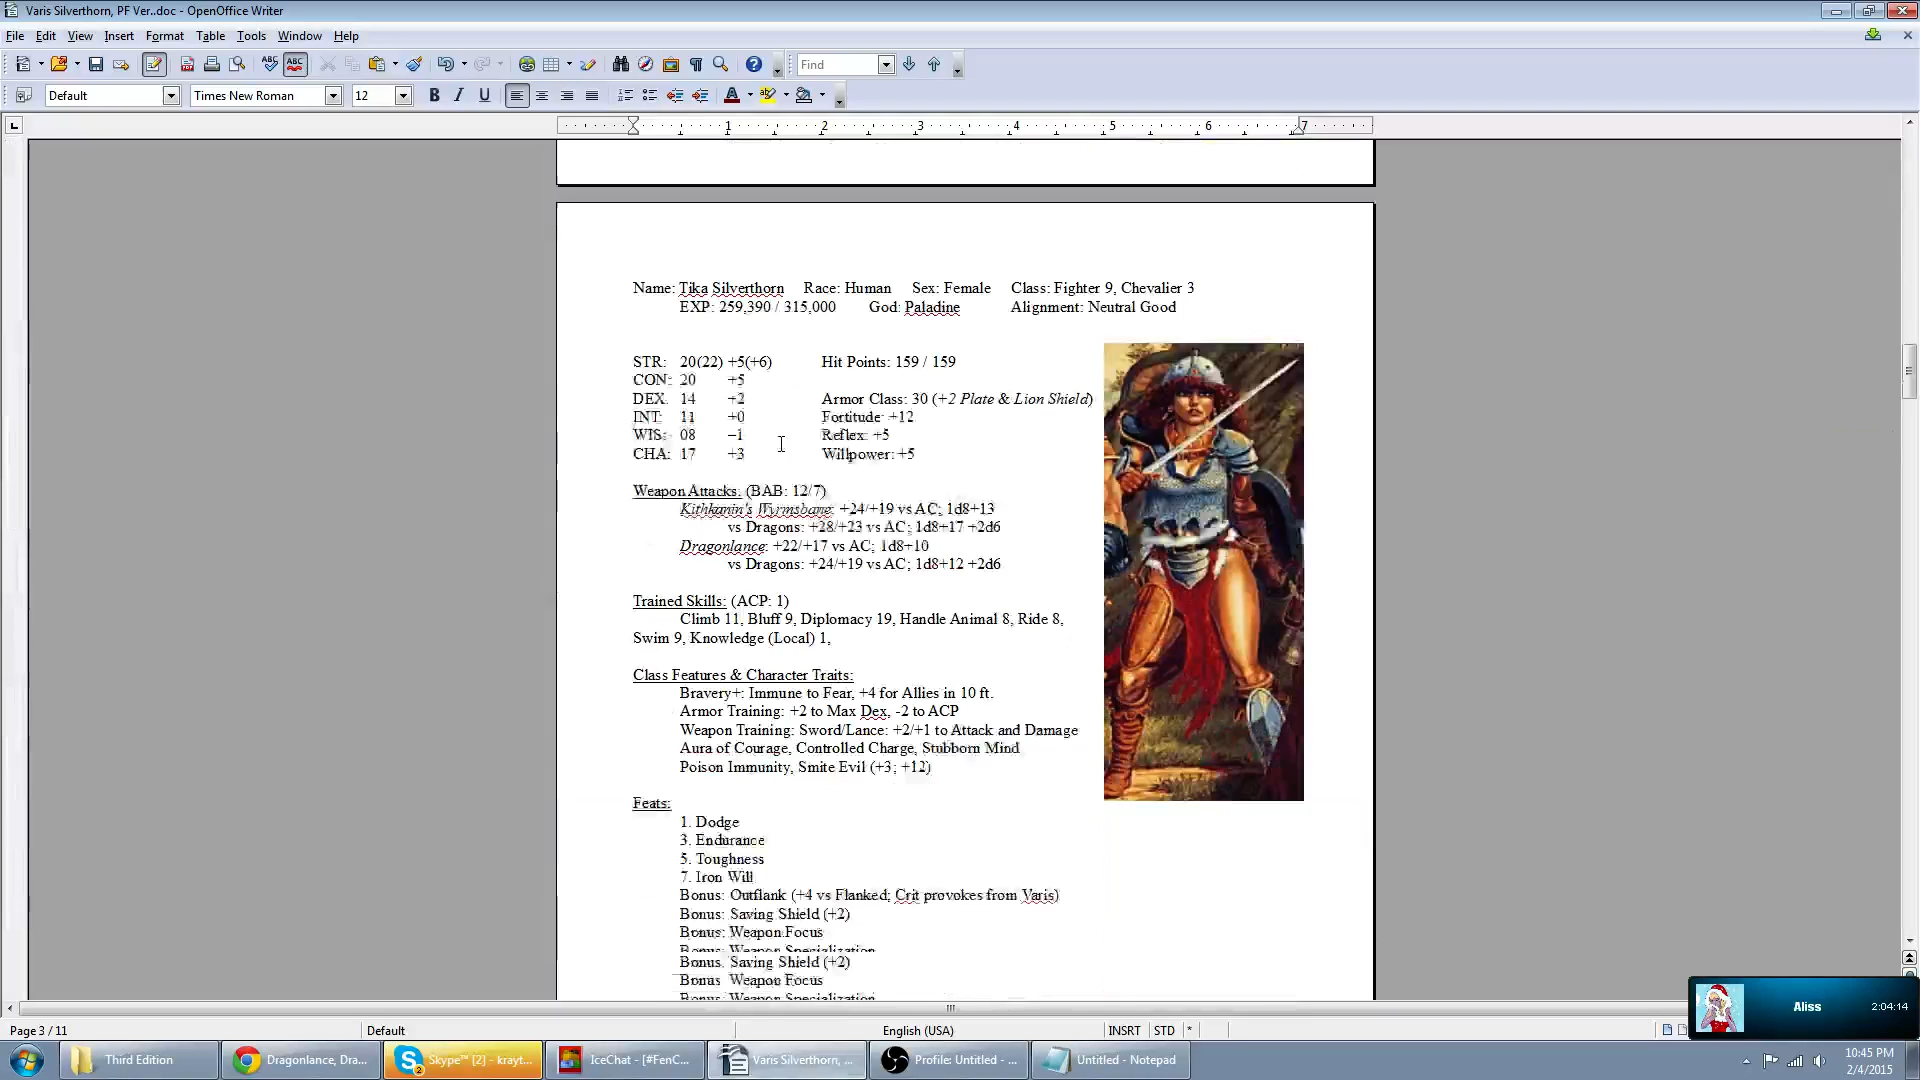 Varis Silverthorn, PF Ver..doc - OpenOffice Writer
File Edit View Insert Format Table Tools Window Help
Find
Default Times New Roman 12
1 2 3 4 5 6 7
Name: Tika Silverthorn Race: Human Sex: Female Class: Fighter 9, Chevalier 3
EXP: 259,390 / 315,000 God: Paladine Alignment: Neutral Good
STR: 20(22) +5(+6) Hit Points: 159 / 159
CON: 20 +5
DEX. 14 +2 Armor Class: 30 (+2 Plate & Lion Shield)
INT: 11 +0 Fortitude: +12
WIS: 08 –1 Reflex: +5
CHA: 17 +3 Willpower: +5
Weapon Attacks: (BAB: 12/7)
Kithkanin's Wyrmsbane: +24/+19 vs AC; 1d8+13
vs Dragons: +28/+23 vs AC; 1d8+17 +2d6
Dragonlance: +22/+17 vs AC; 1d8+10
vs Dragons: +24/+19 vs AC; 1d8+12 +2d6
Trained Skills: (ACP: 1)
Climb 11, Bluff 9, Diplomacy 19, Handle Animal 8, Ride 8,
Swim 9, Knowledge (Local) 1,
Class Features & Character Traits:
Bravery+: Immune to Fear, +4 for Allies in 10 ft.
Armor Training: +2 to Max Dex, -2 to ACP
Weapon Training: Sword/Lance: +2/+1 to Attack and Damage
Aura of Courage, Controlled Charge, Stubborn Mind
Poison Immunity, Smite Evil (+3; +12)
Feats:
1. Dodge
3. Endurance
5. Toughness
7. Iron Will
Bonus: Outflank (+4 vs Flanked; Crit provokes from Varis)
Bonus: Saving Shield (+2)
Bonus: Weapon Focus
Bonus: Weapon Specialization
Bonus. Saving Shield (+2)
Bonus Weapon Focus
Bonus: Weapon Specialization
Aliss 2:04:14
Page 3 / 11 Default English (USA) INSRT STD *
Third Edition Dragonlance, Dra... Skype™ [2] - krayt... IceChat - [#FenC... Varis Silverthorn, ... Profile: Untitled - ... Untitled - Notepad
10:45 PM
2/4/2015